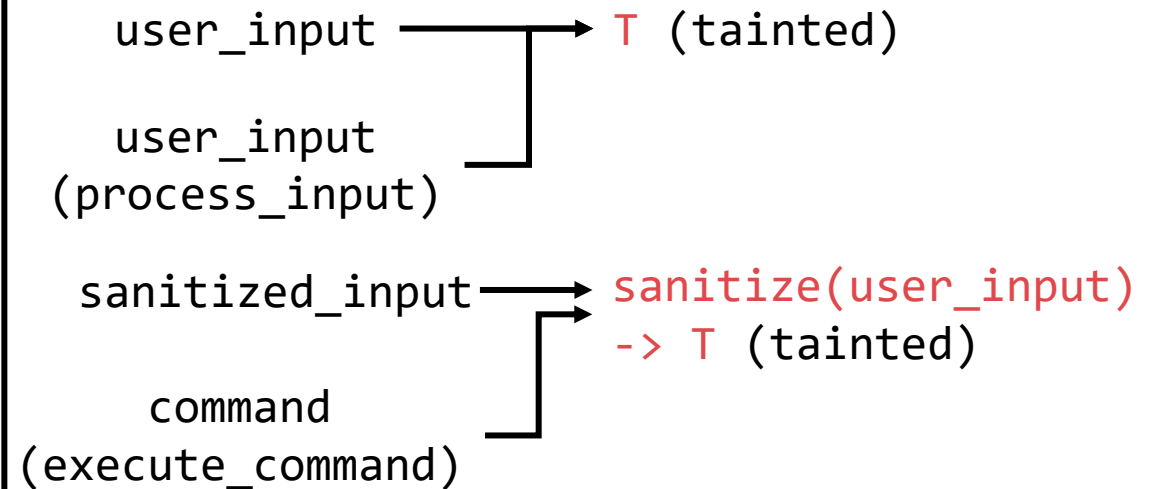 user_input T (tainted)
user_input
(process_input)
sanitized_input sanitize(user_input)
-> T (tainted)
command
(execute_command)